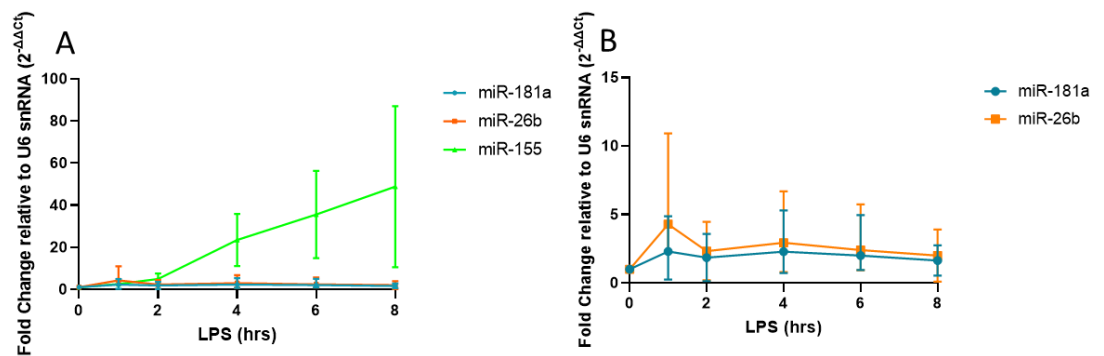 A
Fold Change relative to U6 snRNA (2^-ΔΔCt)
100
80
60
40
20
0
0 2 4 6 8
LPS (hrs)
miR-181a
miR-26b
miR-155
B
Fold Change relative to U6 snRNA (2^-ΔΔCt)
15
10
5
0
0 2 4 6 8
LPS (hrs)
miR-181a
miR-26b